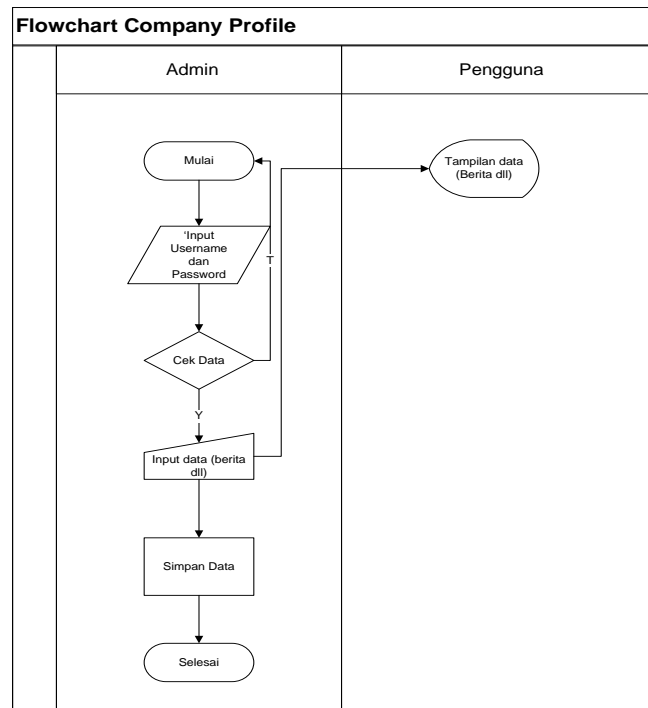 Flowchart Company Profile
Admin
Pengguna
Mulai
Tampilan data
(Berita dll)
'Input
Username
dan
Password
T
Cek Data
Y
Input data (berita
dll)
Simpan Data
Selesai